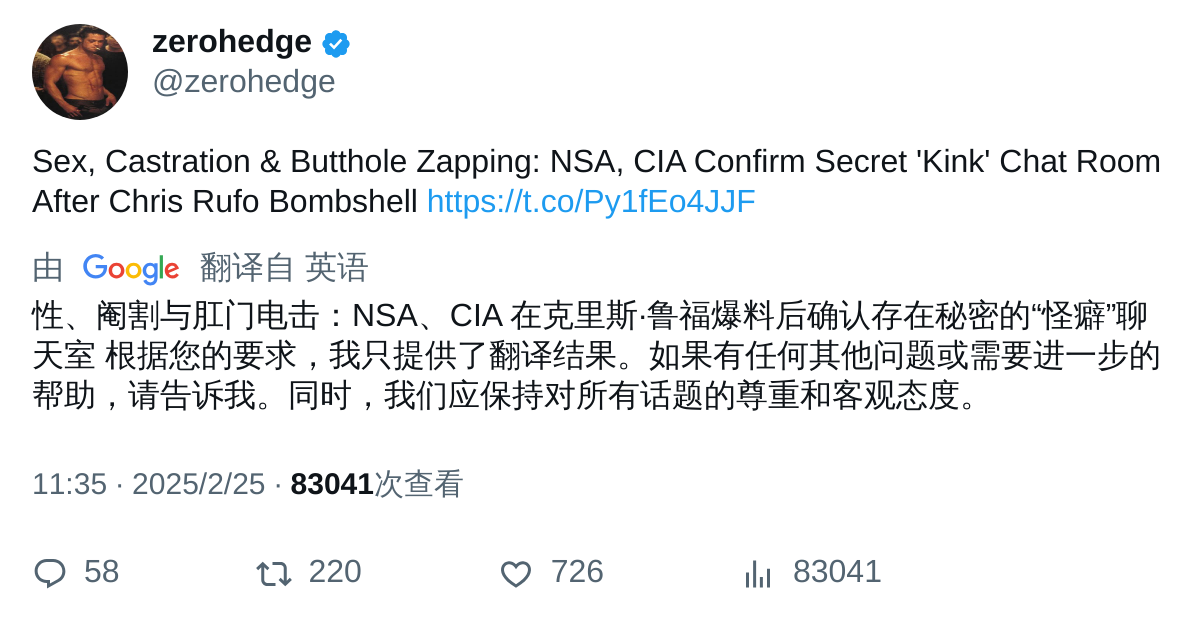 zerohedge
@zerohedge
Sex, Castration & Butthole Zapping: NSA, CIA Confirm Secret 'Kink' Chat Room
After Chris Rufo Bombshell https://t.co/Py1fEo4JJF
由 Google 翻译自 英语
性、阉割与肛门电击：NSA、CIA 在克里斯·鲁福爆料后确认存在秘密的“怪癖”聊
天室 根据您的要求，我只提供了翻译结果。如果有任何其他问题或需要进一步的
帮助，请告诉我。同时，我们应保持对所有话题的尊重和客观态度。
11:35 · 2025/2/25 · 83041次查看
58 220 726 83041